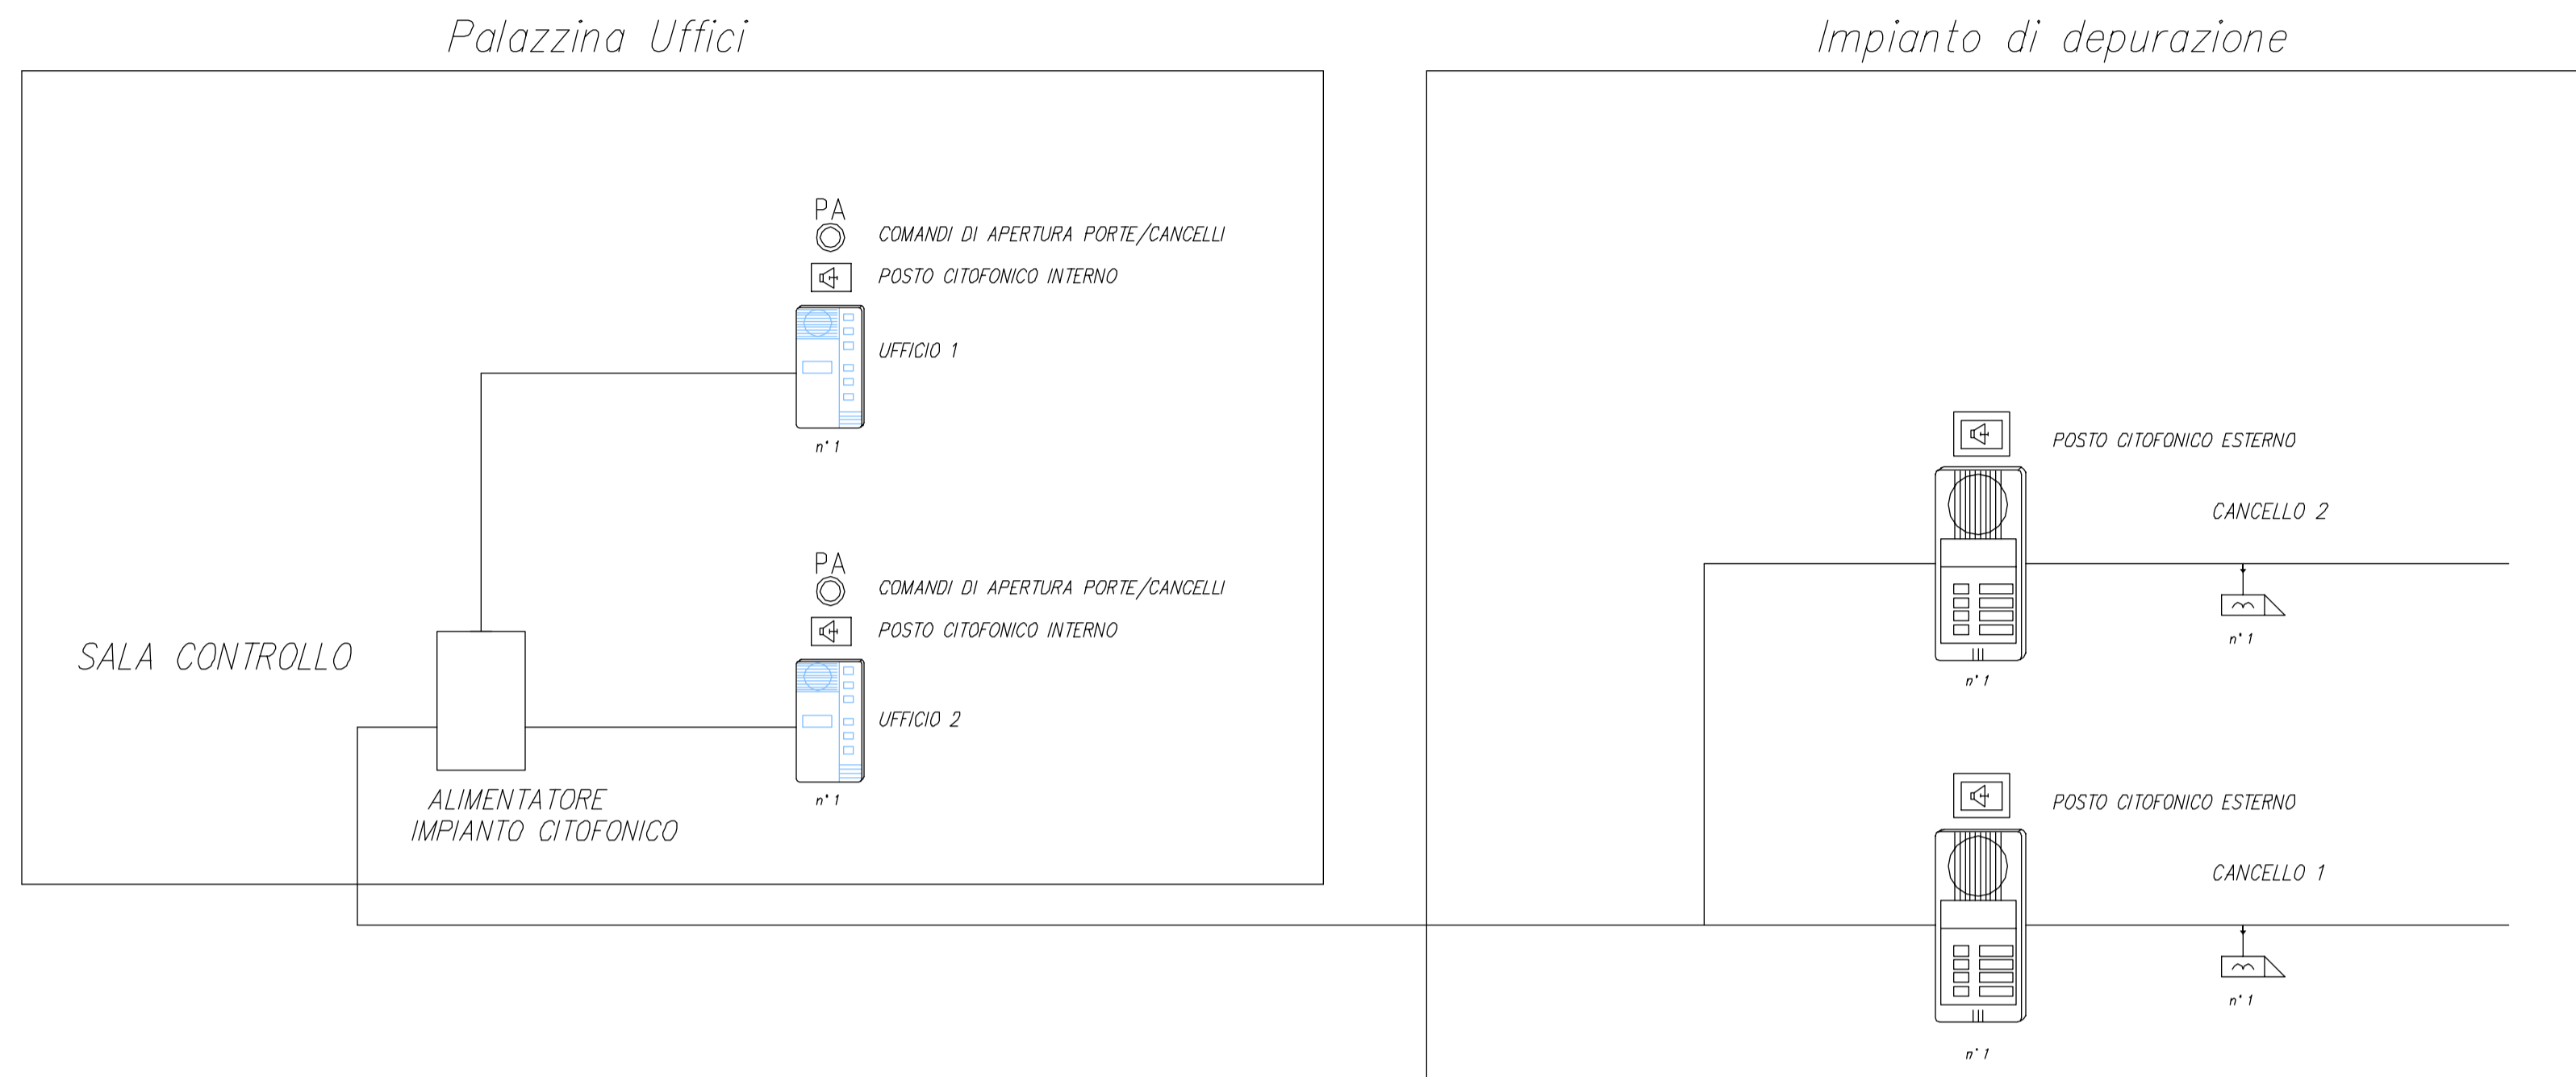 Palazzina Uffici
PA
COMANDI DI APERTURA PORTE/CANCELLI
POSTO CITOFONICO INTERNO
UFFICIO 1
n° 1
PA
COMANDI DI APERTURA PORTE/CANCELLI
POSTO CITOFONICO INTERNO
SALA CONTROLLO
UFFICIO 2
n° 1
ALIMENTATORE
IMPIANTO CITOFONICO
Impianto di depurazione
POSTO CITOFONICO ESTERNO
CANCELLO 2
n° 1
n° 1
POSTO CITOFONICO ESTERNO
CANCELLO 1
n° 1
n° 1